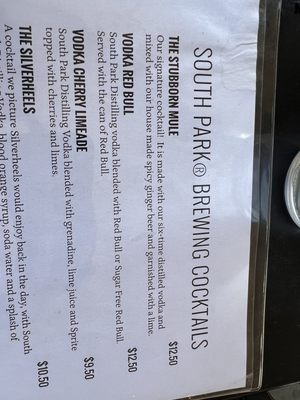 SOUTH PARK® BREWING COCKTAILS
THE STUBBORN MULE
Our signature cocktail! It is made with our six-time distilled vodka and
mixed with our house made spicy ginger beer and garnished with a lime.
$12.50
VODKA RED BULL
South Park Distilling vodka blended with Red Bull or Sugar Free Red Bull.
Served with the can of Red Bull.
$12.50
VODKA CHERRY LIMEADE
South Park Distilling Vodka blended with grenadine, lime juice and Sprite
topped with cherries and limes.
$9.50
THE SILVERHEELS
A cocktail we picture Silverheels would enjoy back in the day, with South
$10.50
Vodka, blood orange syrup, soda water and a splash of